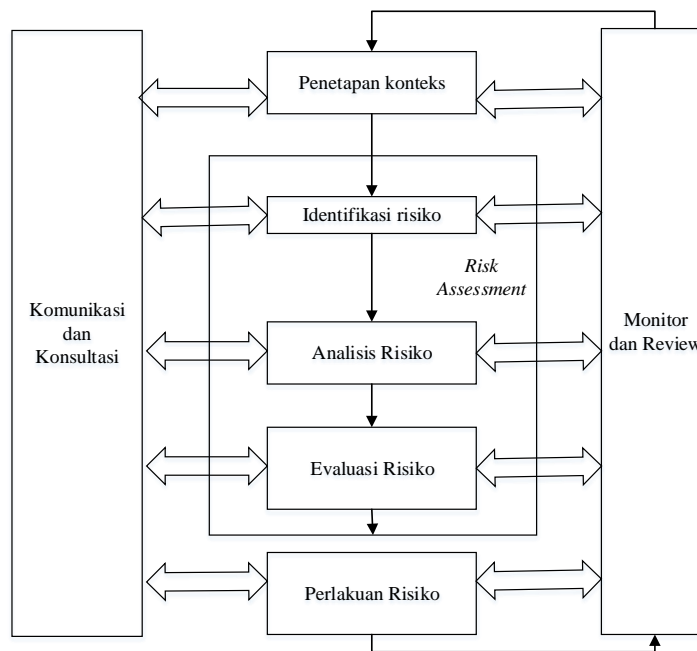 Penetapan konteks
Identifikasi risiko
Risk
Assessment
Komunikasi
dan
Konsultasi
Analisis Risiko
Monitor
dan Review
Evaluasi Risiko
Perlakuan Risiko